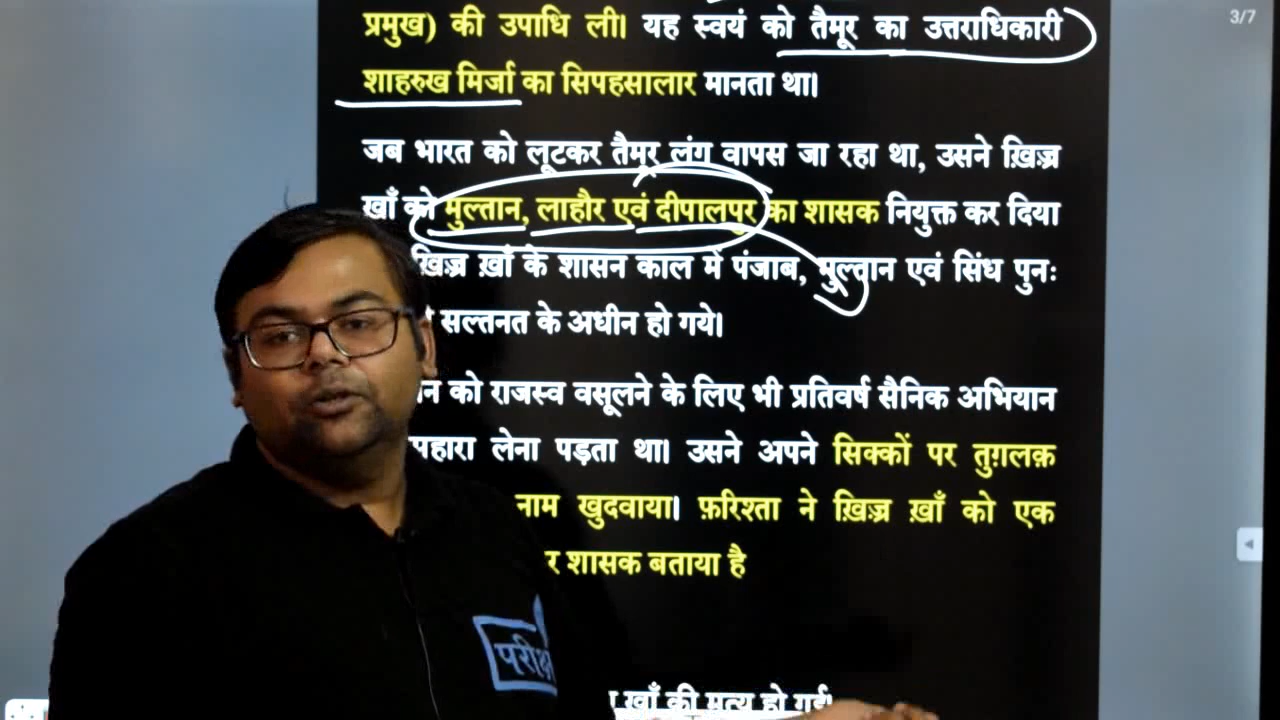 3/7
प्रमुख) की उपाधि ली। यह स्वयं को तैमूर का उत्तराधिकारी
शाहरुख मिर्जा का सिपहसालार मानता था।
जब भारत को लूटकर तैमूर लंग वापस जा रहा था, उसने ख़िज़्र
ख़ाँ को मुल्तान, लाहौर एवं दीपालपुर का शासक नियुक्त कर दिया
ख़िज़्र ख़ाँ के शासन काल में पंजाब, मुल्तान एवं सिंध पुनः
सल्तनत के अधीन हो गये।
को राजस्व वसूलने के लिए भी प्रतिवर्ष सैनिक अभियान
लेना पड़ता था। उसने अपने सिक्कों पर तुग़लक़
नाम खुदवाया। फ़रिश्ता ने ख़िज़्र ख़ाँ को एक
शासक बताया है
ख़ाँ की मृत्यु हो गई।